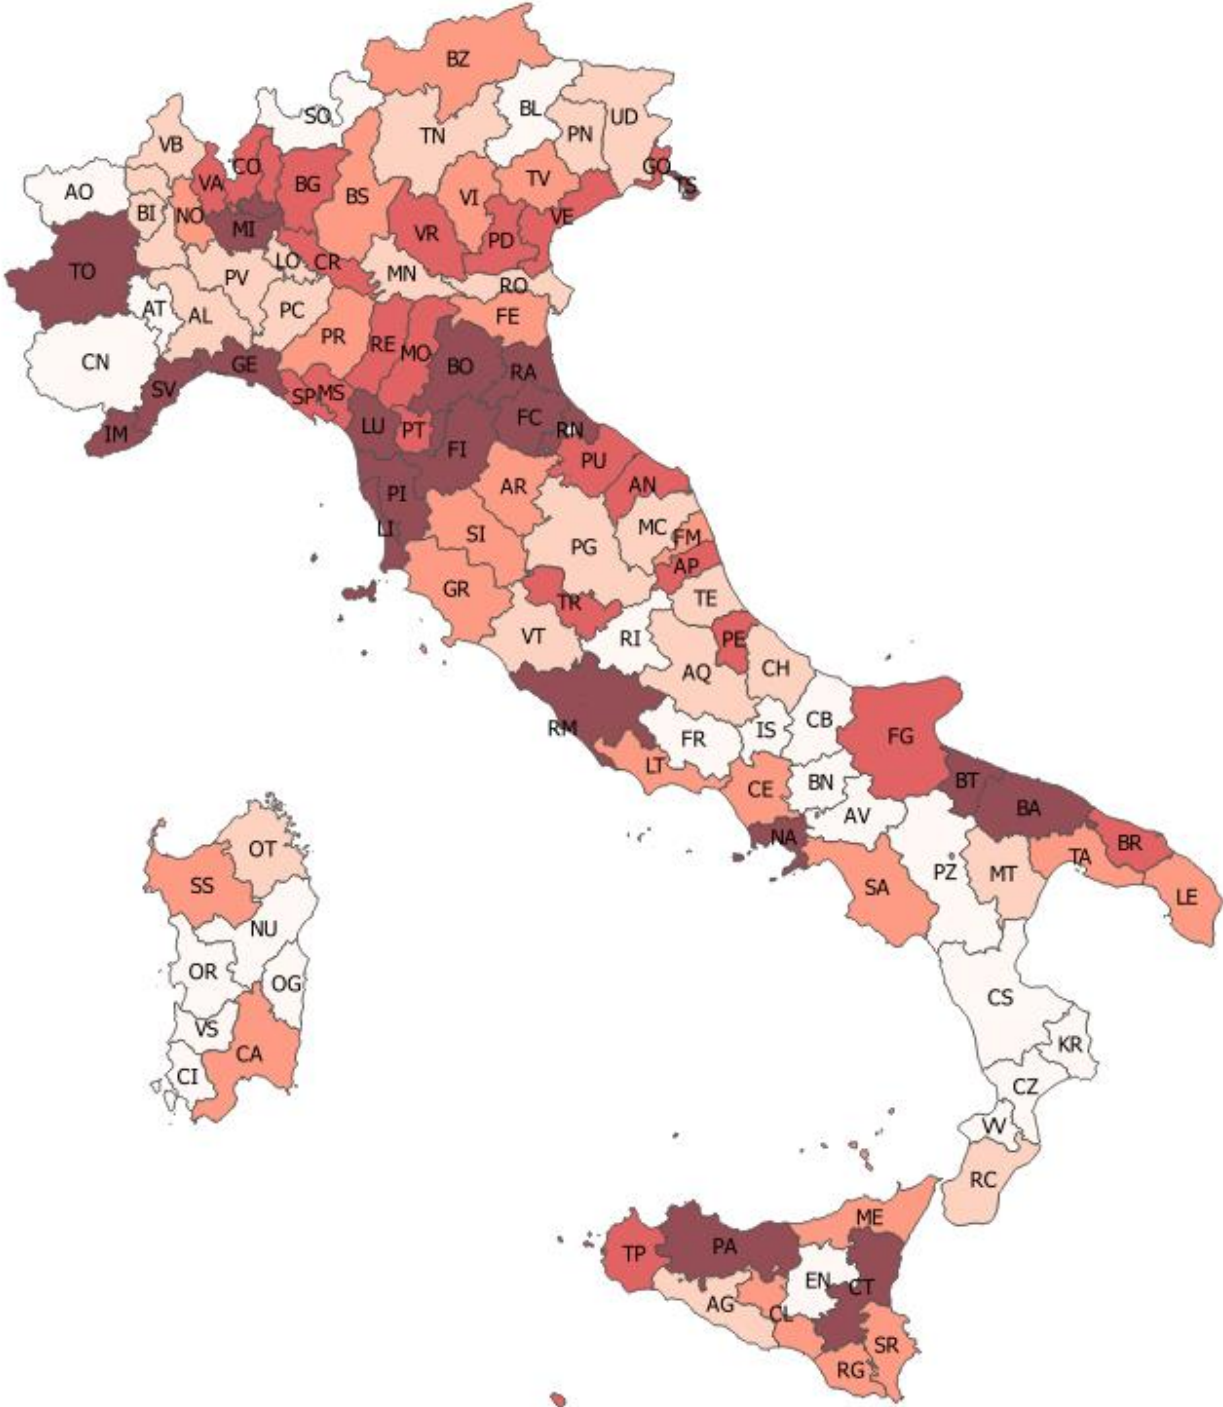 BZ
SO
BL
UD
TN
PN
VB
GO
CO
VA
BG
TV
TS
AO
BS
VI
BI
NO
VE
MI
VR
PD
LO
CR
TO
PV
MN
RO
AT
AL
PC
FE
PR
RE
MO
CN
GE
BO
RA
SV
SP
MS
FC
LU
PT
RN
IM
FI
PU
AR
AN
PI
LI
MC
SI
FM
PG
AP
GR
TR
TE
VT
RI
PE
AQ
CH
CB
RM
IS
FR
FG
LT
BN
BT
CE
BA
AV
NA
BR
OT
TA
PZ
MT
SS
SA
LE
NU
OR
OG
CS
VS
KR
CA
CI
CZ
VV
RC
ME
TP
PA
EN
CT
AG
CL
SR
RG